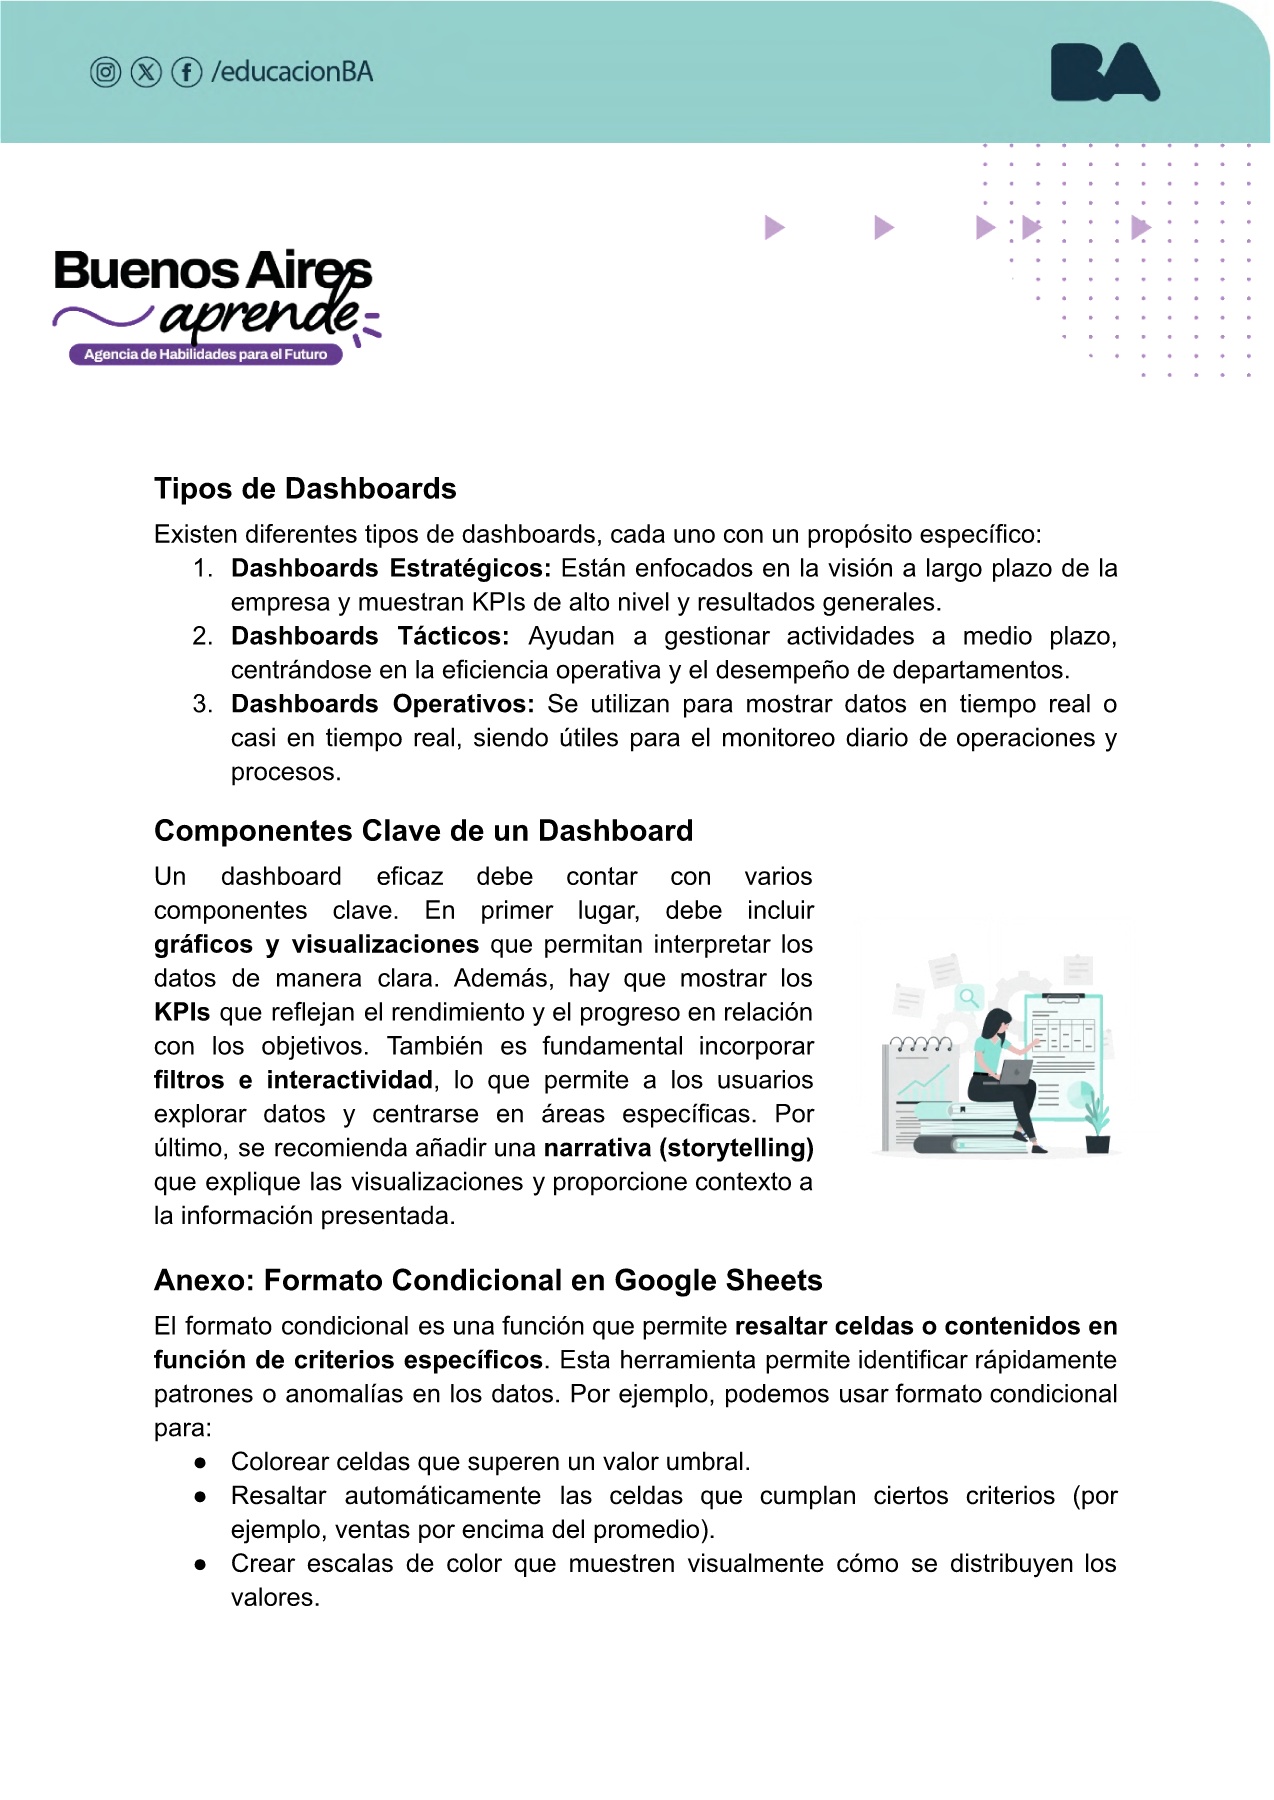 /educacionBA
BA
Buenos Aires
aprende
Agencia de Habilidades para el Futuro
Tipos de Dashboards
Existen diferentes tipos de dashboards, cada uno con un propósito específico:
1. Dashboards Estratégicos: Están enfocados en la visión a largo plazo de la
empresa y muestran KPIs de alto nivel y resultados generales.
2. Dashboards Tácticos: Ayudan a gestionar actividades a medio plazo,
centrándose en la eficiencia operativa y el desempeño de departamentos.
3. Dashboards Operativos: Se utilizan para mostrar datos en tiempo real o
casi en tiempo real, siendo útiles para el monitoreo diario de operaciones y
procesos.
Componentes Clave de un Dashboard
Un dashboard eficaz debe contar con varios
componentes clave. En primer lugar, debe incluir
gráficos y visualizaciones que permitan interpretar los
datos de manera clara. Además, hay que mostrar los
KPIs que reflejan el rendimiento y el progreso en relación
con los objetivos. También es fundamental incorporar
filtros e interactividad, lo que permite a los usuarios
explorar datos y centrarse en áreas específicas. Por
último, se recomienda añadir una narrativa (storytelling)
que explique las visualizaciones y proporcione contexto a
la información presentada.
Anexo: Formato Condicional en Google Sheets
El formato condicional es una función que permite resaltar celdas o contenidos en
función de criterios específicos. Esta herramienta permite identificar rápidamente
patrones o anomalías en los datos. Por ejemplo, podemos usar formato condicional
para:
● Colorear celdas que superen un valor umbral.
● Resaltar automáticamente las celdas que cumplan ciertos criterios (por
ejemplo, ventas por encima del promedio).
● Crear escalas de color que muestren visualmente cómo se distribuyen los
valores.